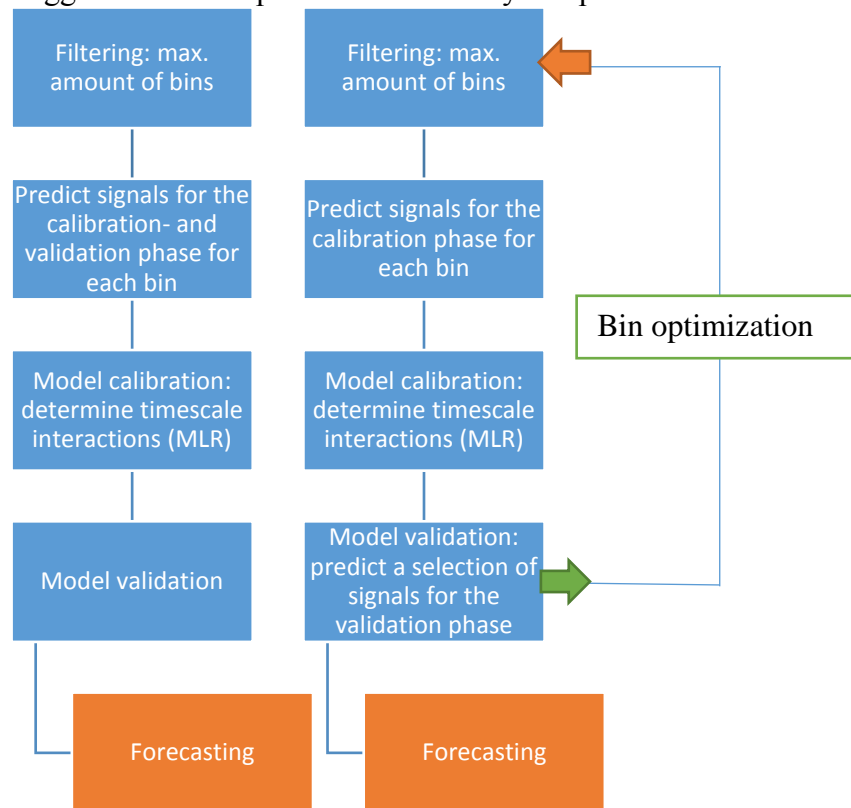 Filtering: max.
amount of bins
Predict signals for the
calibration- and
validation phase for
each bin
Model calibration:
determine timescale
interactions (MLR)
Model validation
Forecasting
Filtering: max.
amount of bins
Predict signals for the
calibration phase for
each bin
Model calibration:
determine timescale
interactions (MLR)
Model validation:
predict a selection of
signals for the
validation phase
Forecasting
Bin optimization